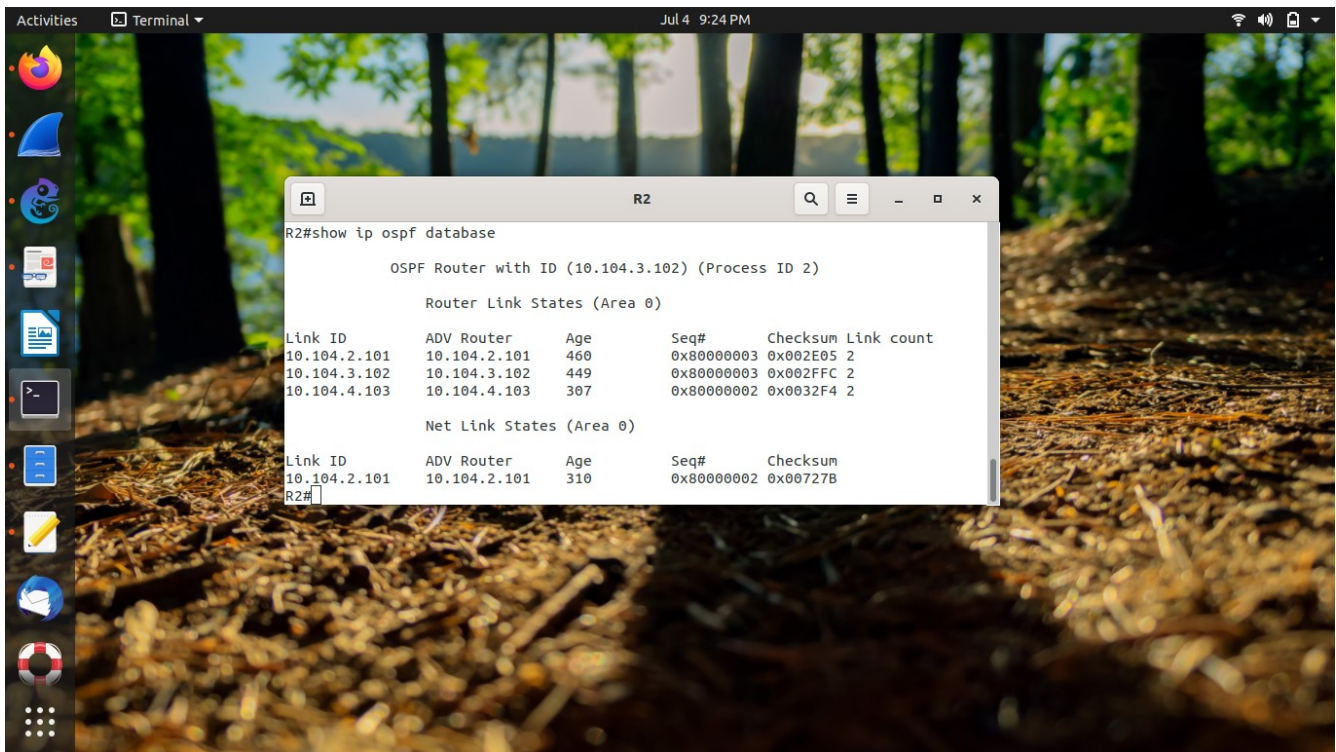 Activities Terminal Jul 4 9:24 PM
R2
R2#show ip ospf database
OSPF Router with ID (10.104.3.102) (Process ID 2)
Router Link States (Area 0)
Link ID ADV Router Age Seq# Checksum Link count
10.104.2.101 10.104.2.101 460 0x80000003 0x002E05 2
10.104.3.102 10.104.3.102 449 0x80000003 0x002FFC 2
10.104.4.103 10.104.4.103 307 0x80000002 0x0032F4 2
Net Link States (Area 0)
Link ID ADV Router Age Seq# Checksum
10.104.2.101 10.104.2.101 310 0x80000002 0x00727B
R2#